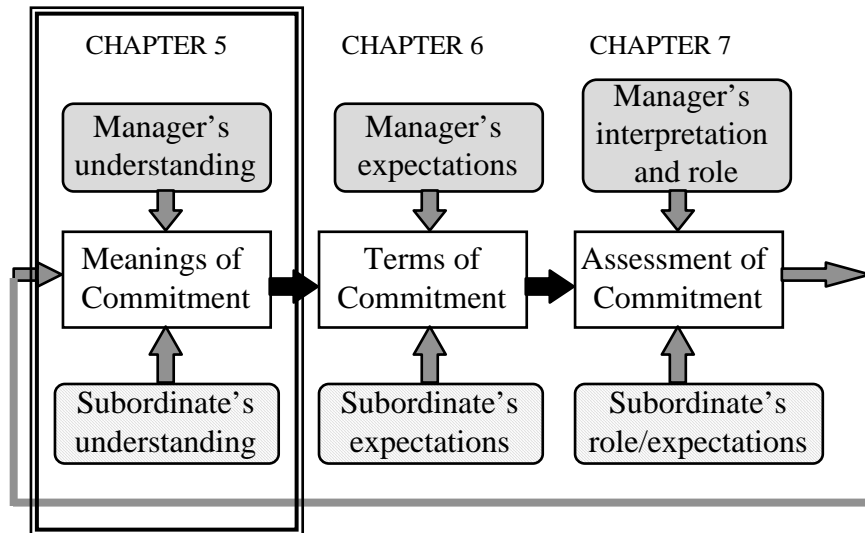 CHAPTER 5
CHAPTER 6
CHAPTER 7
Manager’s
understanding
Manager’s
expectations
Manager’s
interpretation
and role
Meanings of
Commitment
Terms of
Commitment
Assessment of
Commitment
Subordinate’s
understanding
Subordinate’s
expectations
Subordinate’s
role/expectations